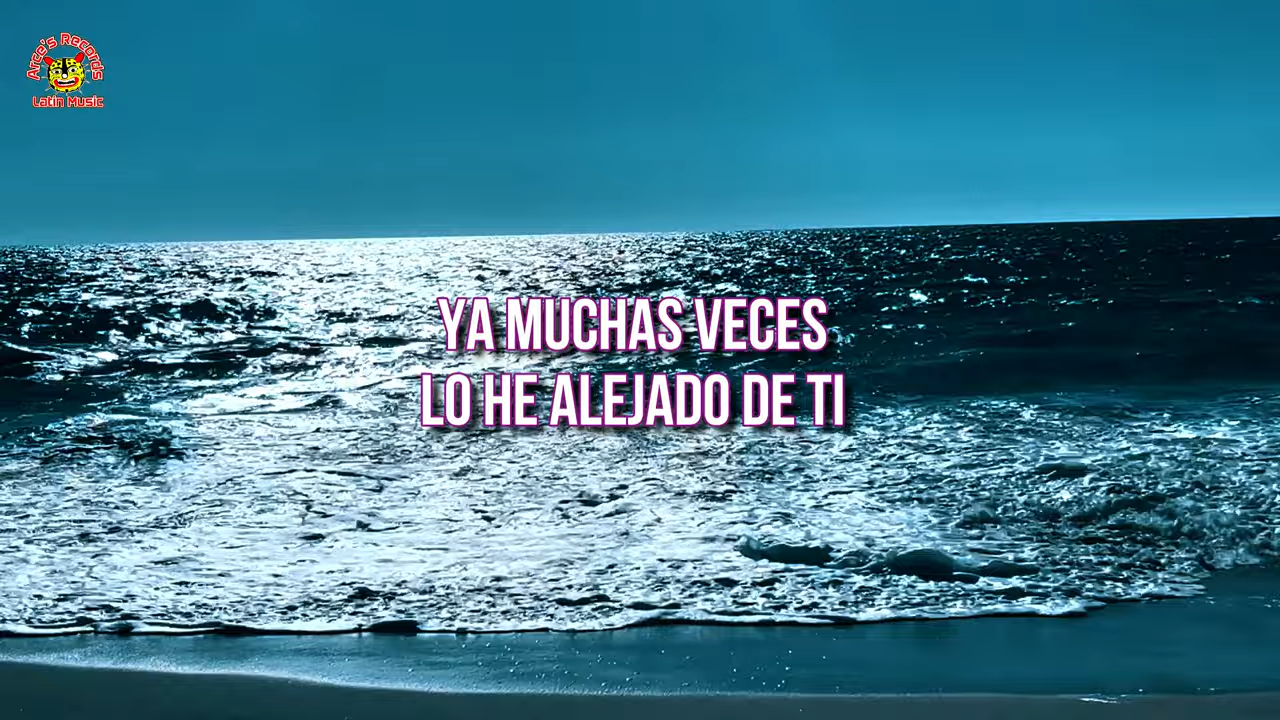 Arce's Records
Latin Music
YA MUCHAS VECES
LO HE ALEJADO DE TI